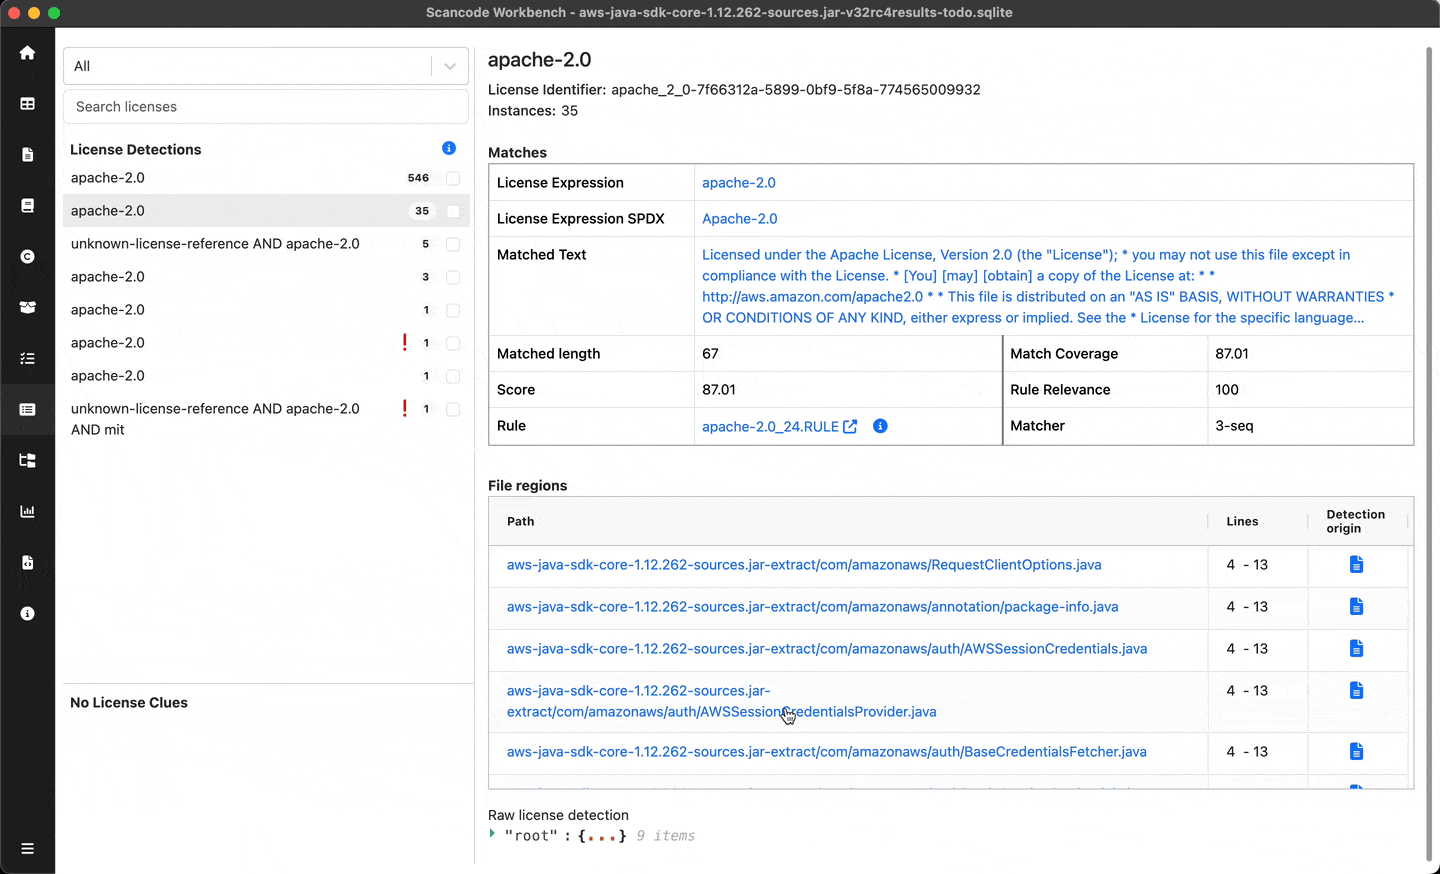 Scancode Workbench - aws-java-sdk-core-1.12.262-sources.jar-v32rc4results-todo.sqlite
All
Search licenses
License Detections
apache-2.0 546
apache-2.0 35
unknown-license-reference AND apache-2.0 5
apache-2.0 3
apache-2.0 1
apache-2.0 ! 1
apache-2.0 1
unknown-license-reference AND apache-2.0 ! 1
AND mit
No License Clues
apache-2.0
License Identifier: apache_2_0-7f66312a-5899-0bf9-5f8a-774565009932
Instances: 35
Matches
License Expression apache-2.0
License Expression SPDX Apache-2.0
Matched Text Licensed under the Apache License, Version 2.0 (the "License"); * you may not use this file except in
compliance with the License. * [You] [may] [obtain] a copy of the License at: * *
http://aws.amazon.com/apache2.0 * * This file is distributed on an "AS IS" BASIS, WITHOUT WARRANTIES *
OR CONDITIONS OF ANY KIND, either express or implied. See the * License for the specific language...
Matched length 67 Match Coverage 87.01
Score 87.01 Rule Relevance 100
Rule apache-2.0_24.RULE Matcher 3-seq
File regions
Path Lines Detection
origin
aws-java-sdk-core-1.12.262-sources.jar-extract/com/amazonaws/RequestClientOptions.java 4 - 13
aws-java-sdk-core-1.12.262-sources.jar-extract/com/amazonaws/annotation/package-info.java 4 - 13
aws-java-sdk-core-1.12.262-sources.jar-extract/com/amazonaws/auth/AWSSessionCredentials.java 4 - 13
aws-java-sdk-core-1.12.262-sources.jar- 4 - 13
extract/com/amazonaws/auth/AWSSessionCredentialsProvider.java
aws-java-sdk-core-1.12.262-sources.jar-extract/com/amazonaws/auth/BaseCredentialsFetcher.java 4 - 13
Raw license detection
"root" : {...} 9 items